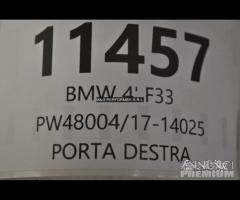 11457
BMW 4' F33
PW48004/17-14025
PORTA DESTRA
ANNUNCI
PREMIUM